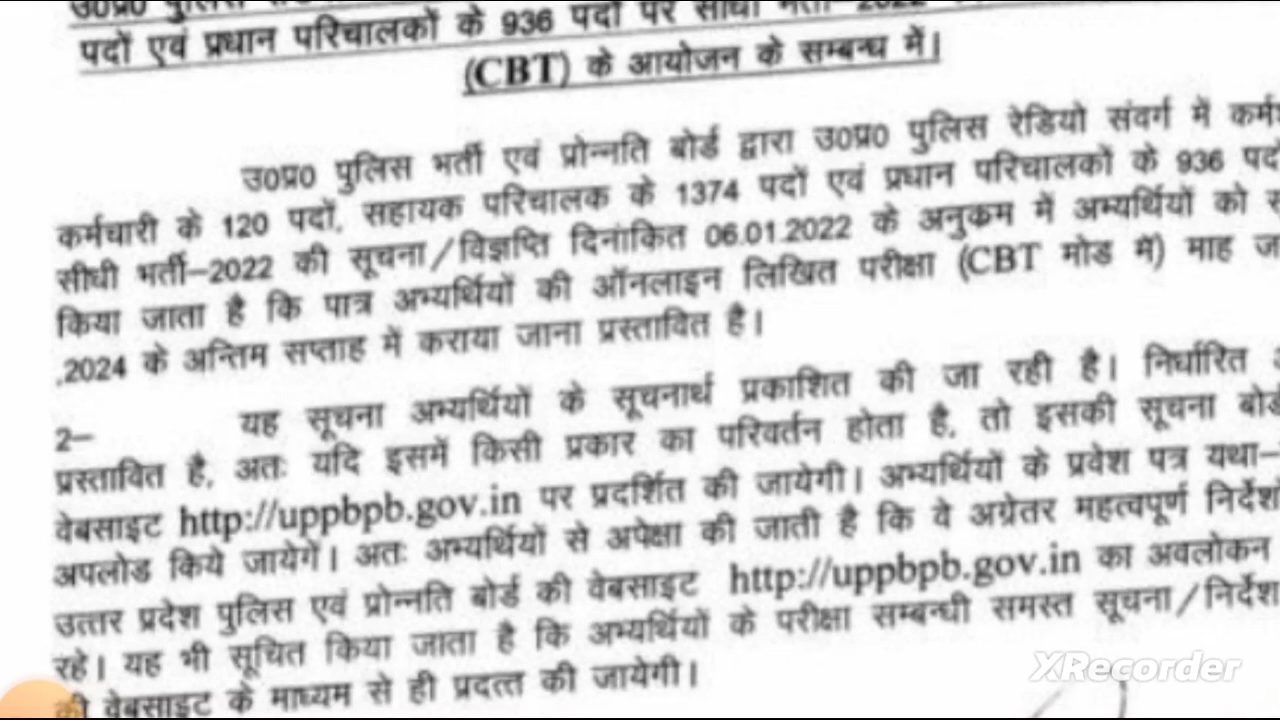 उ0प्र0 पुलिस
पदों एवं प्रधान परिचालकों के 936 पदों पर सीधी भर्ती-2022
(CBT) के आयोजन के सम्बन्ध में।
उ0प्र0 पुलिस भर्ती एवं प्रोन्नति बोर्ड द्वारा उ0प्र0 पुलिस रेडियो संवर्ग में
कर्मचारी के 120 पदों, सहायक परिचालक के 1374 पदों एवं प्रधान परिचालकों के 936
सीधी भर्ती-2022 की सूचना/विज्ञप्ति दिनांकित 06.01.2022 के अनुक्रम में अभ्यर्थियों को
किया जाता है कि पात्र अभ्यर्थियों की ऑनलाइन लिखित परीक्षा (CBT मोड में) माह
,2024 के अन्तिम सप्ताह में कराया जाना प्रस्तावित है।
2- यह सूचना अभ्यर्थियों के सूचनार्थ प्रकाशित की जा रही है। निर्धारित
प्रस्तावित है, अतः यदि इसमें किसी प्रकार का परिवर्तन होता है, तो इसकी सूचना
वेबसाइट http://uppbpb.gov.in पर प्रदर्शित की जायेगी। अभ्यर्थियों के प्रवेश पत्र यथा-
अपलोड किये जायेगें। अतः अभ्यर्थियों से अपेक्षा की जाती है कि वे अग्रेतर महत्वपूर्ण
उत्तर प्रदेश पुलिस एवं प्रोन्नति बोर्ड की वेबसाइट http://uppbpb.gov.in का अवलोकन
रहे। यह भी सूचित किया जाता है कि अभ्यर्थियों के परीक्षा सम्बन्धी समस्त सूचना/निर्देश
की वेबसाइट के माध्यम से ही प्रदत्त की जायेगी।
XRecorder